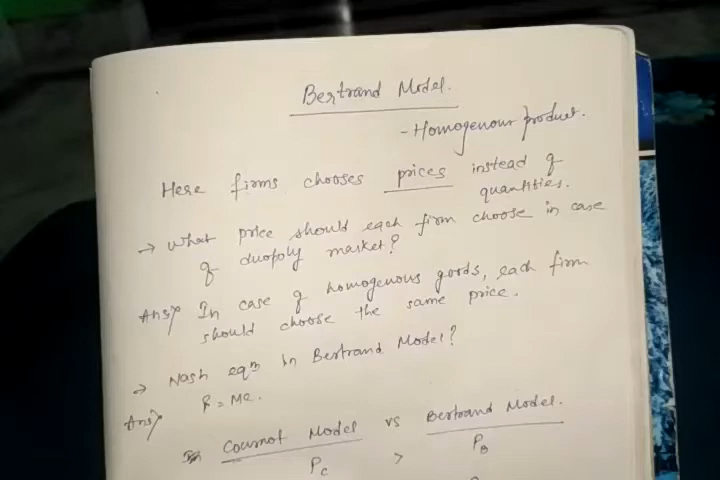 Bertrand Model.
- Homogenous product.
Here firms chooses prices instead of
quantities.
→ What price should each firm choose in case
of duopoly market?
Ans> In case of homogenous goods, each firm
should choose the same price.
→ Nash eqm in Bertrand Model?
Ans> P = MC.
Cournot Model vs Bertrand Model.
Pc > PB